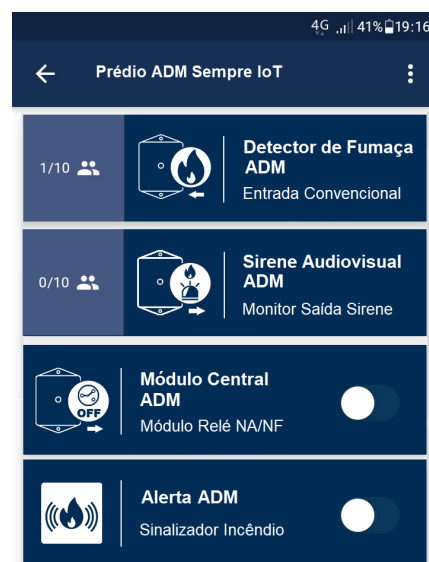 4G 41% 19:16
Prédio ADM Sempre IoT
1/10
Detector de Fumaça
ADM
Entrada Convencional
0/10
Sirene Audiovisual
ADM
Monitor Saída Sirene
OFF
Módulo Central
ADM
Módulo Relé NA/NF
Alerta ADM
Sinalizador Incêndio